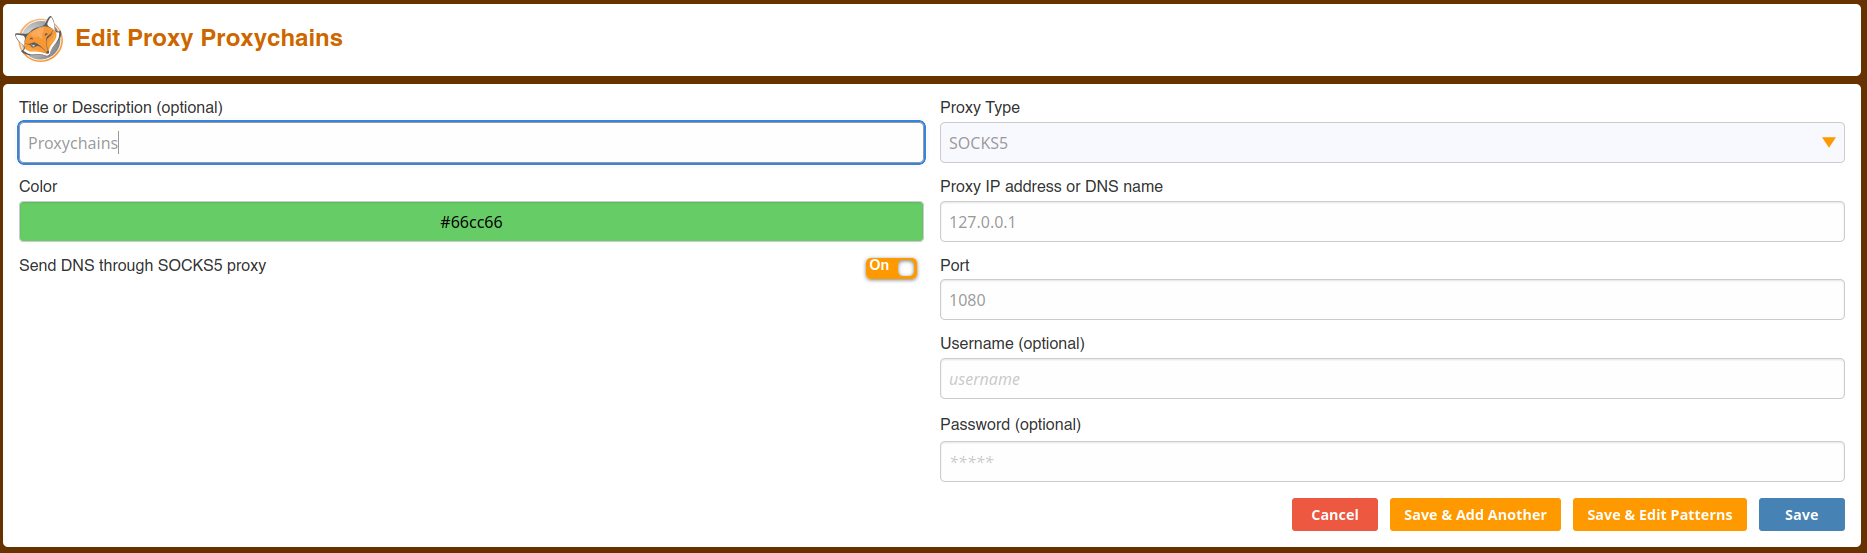 Edit Proxy Proxychains
Title or Description (optional)
Proxychains
Color
#66cc66
Send DNS through SOCKS5 proxy
On
Proxy Type
SOCKS5
Proxy IP address or DNS name
127.0.0.1
Port
1080
Username (optional)
username
Password (optional)
*****
Cancel
Save & Add Another
Save & Edit Patterns
Save